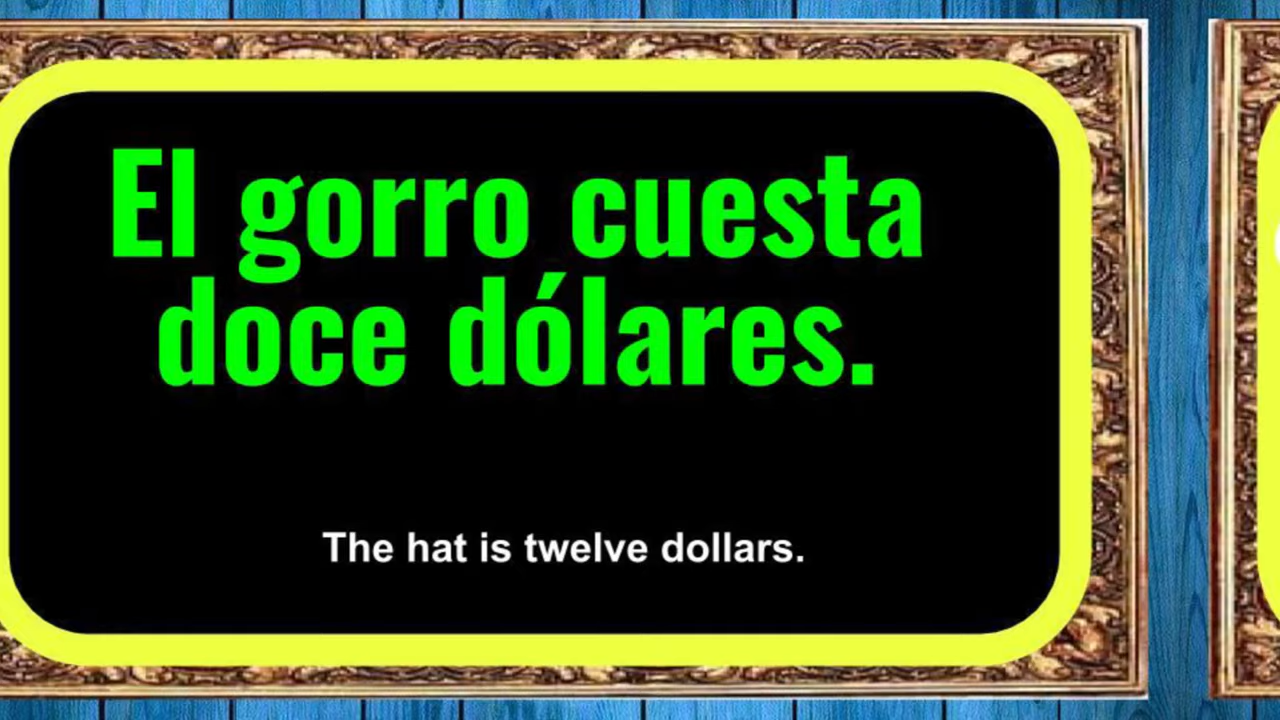 El gorro cuesta
doce dólares.
The hat is twelve dollars.